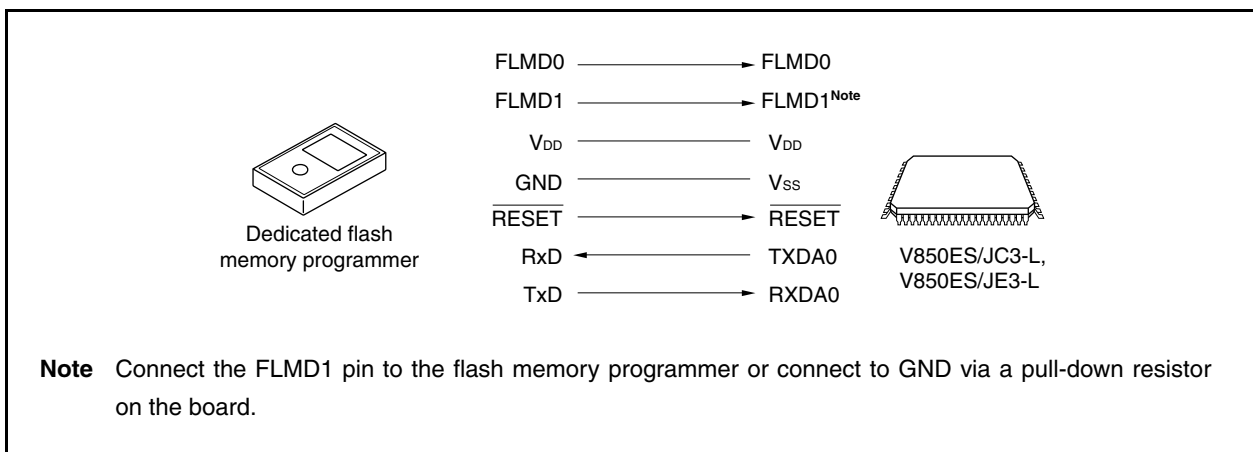 FLMD0 FLMD0
FLMD1 FLMD1Note
VDD VDD
GND VSS
RESET RESET
Dedicated flash
memory programmer
RxD TXDA0
TxD RXDA0
V850ES/JC3-L,
V850ES/JE3-L
Note Connect the FLMD1 pin to the flash memory programmer or connect to GND via a pull-down resistor
on the board.